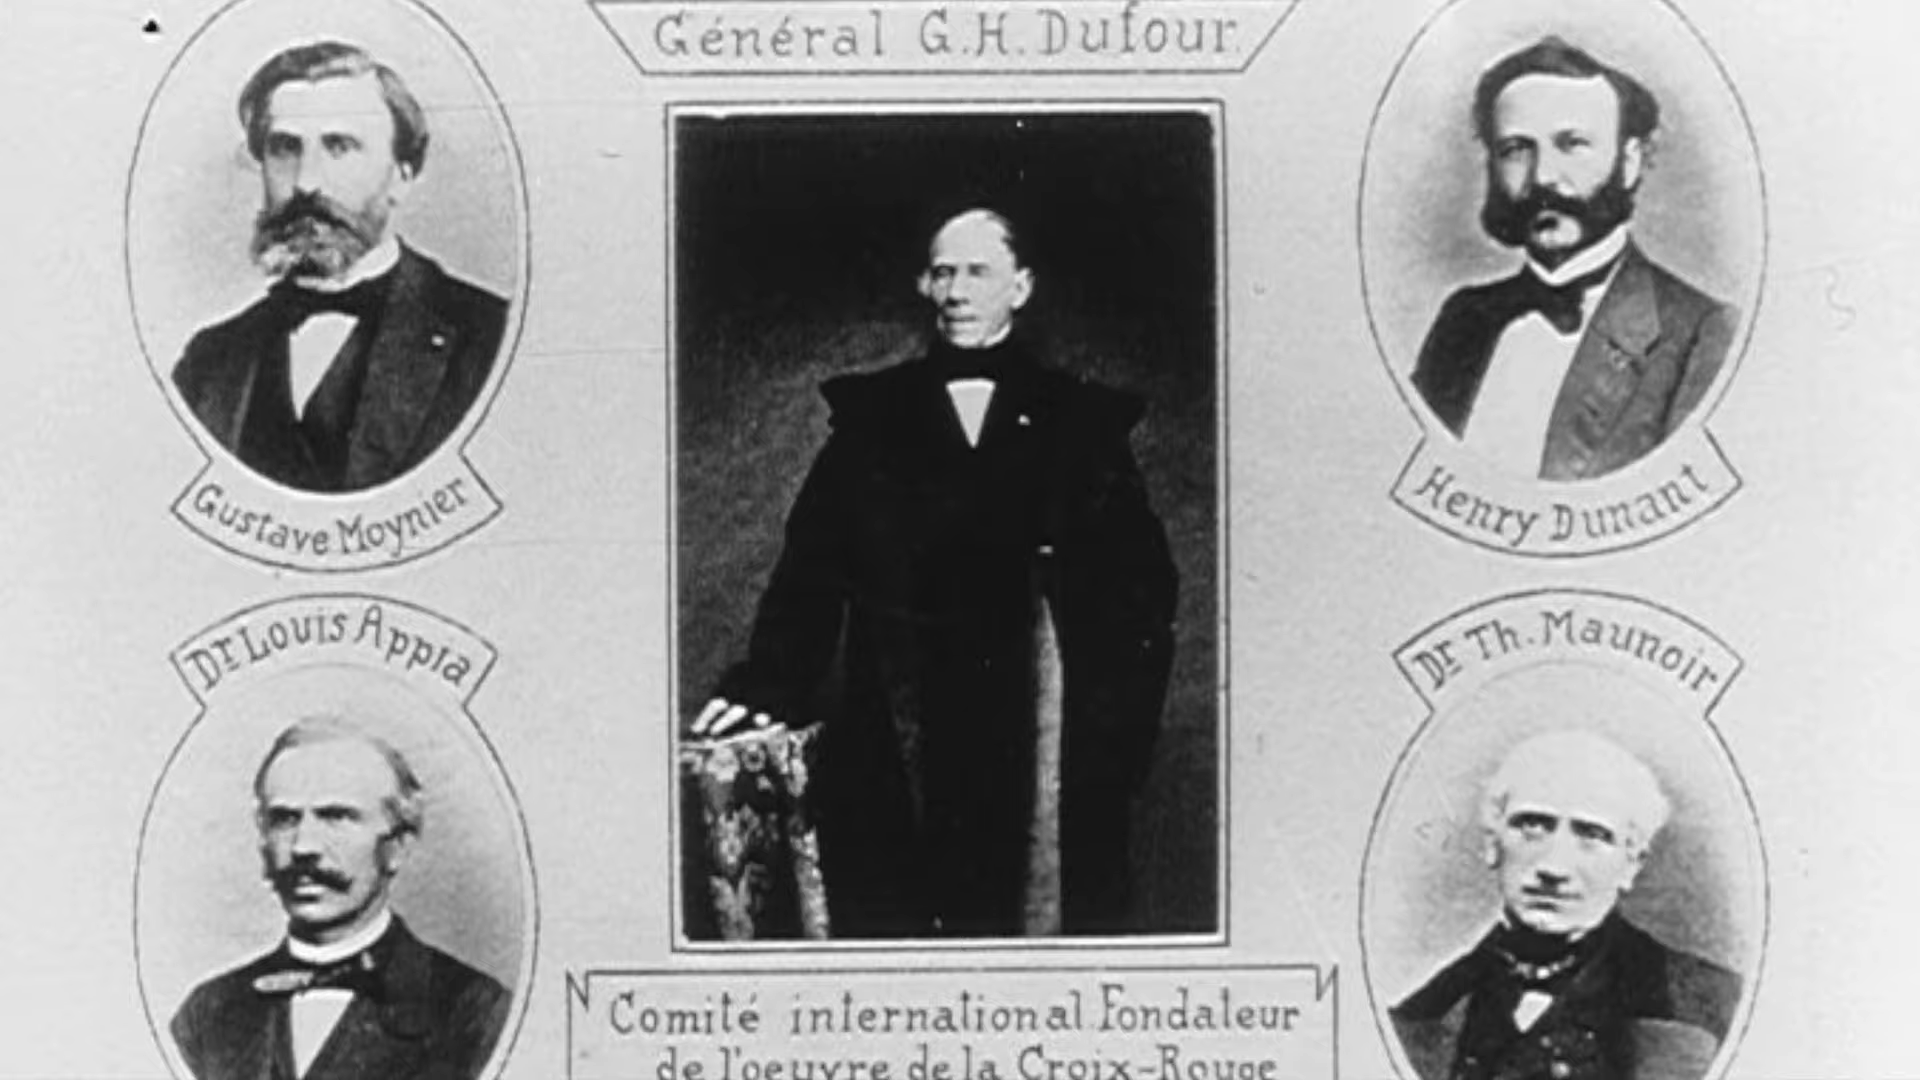 Général G.H. Dufour.
Gustave Moynier
Henry Dunant
Dr Louis Appia
Dr Th. Maunoir
Comité international Fondateur
de l'oeuvre de la Croix-Rouge